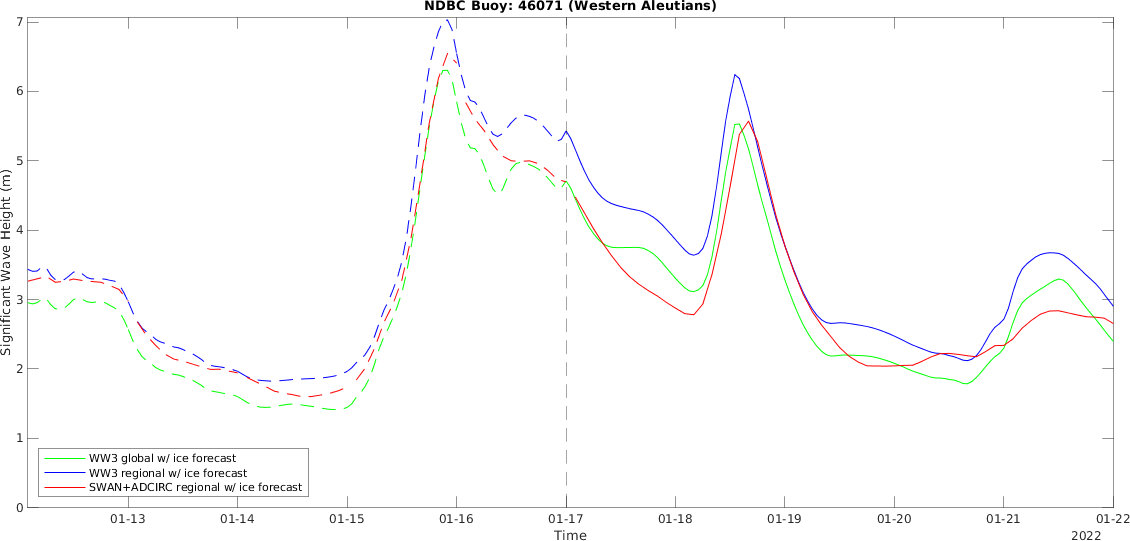 NDBC Buoy: 46071 (Western Aleutians)
7
6
5
4
3
2
1
0
Significant Wave Height (m)
WW3 global w/ ice forecast
WW3 regional w/ ice forecast
SWAN+ADCIRC regional w/ ice forecast
01-13 01-14 01-15 01-16 01-17 01-18 01-19 01-20 01-21 01-22
Time
2022